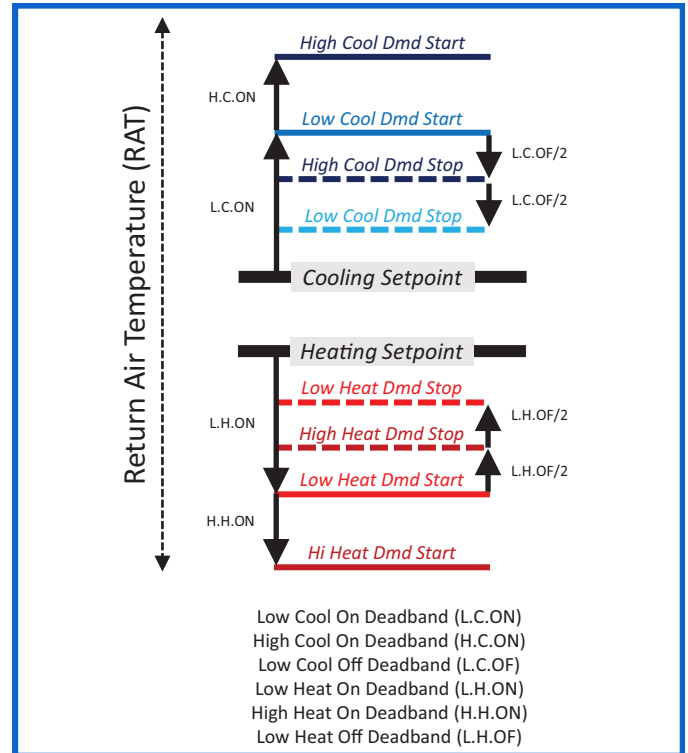 High Cool Dmd Start
H.C.ON
Low Cool Dmd Start
L.C.OF/2
High Cool Dmd Stop
L.C.OF/2
L.C.ON
Low Cool Dmd Stop
Cooling Setpoint
Return Air Temperature (RAT)
Heating Setpoint
Low Heat Dmd Stop
L.H.ON
L.H.OF/2
High Heat Dmd Stop
L.H.OF/2
Low Heat Dmd Start
H.H.ON
Hi Heat Dmd Start
Low Cool On Deadband (L.C.ON)
High Cool On Deadband (H.C.ON)
Low Cool Off Deadband (L.C.OF)
Low Heat On Deadband (L.H.ON)
High Heat On Deadband (H.H.ON)
Low Heat Off Deadband (L.H.OF)